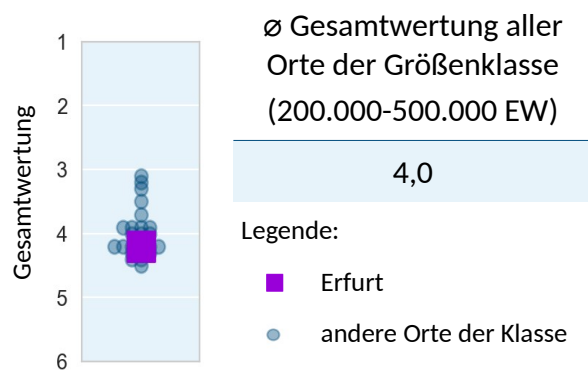 Gesamtwertung
1
2
3
4
5
6
⌀ Gesamtwertung aller
Orte der Größenklasse
(200.000-500.000 EW)
4,0
Legende:
Erfurt
andere Orte der Klasse